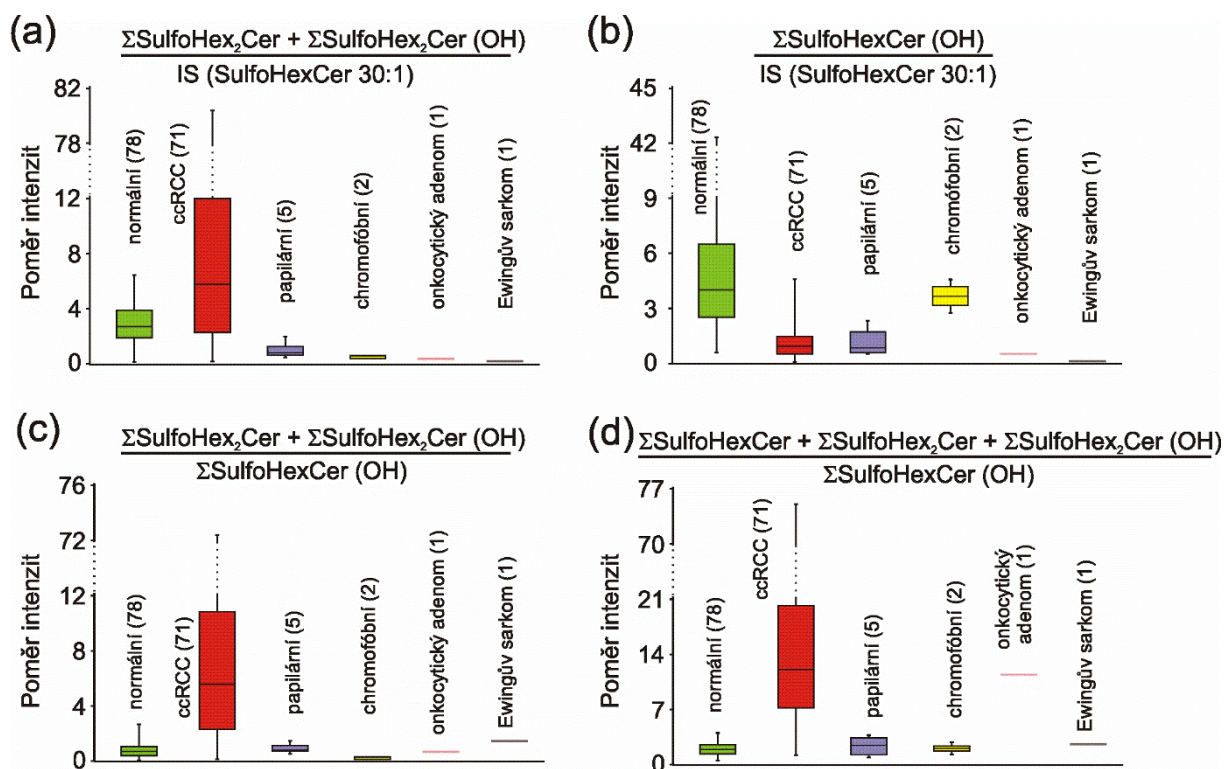 (a)
ΣSulfoHex₂Cer + ΣSulfoHex₂Cer (OH)
IS (SulfoHexCer 30:1)
Poměr intenzit
82
78
12
8
4
0
normální (78)
ccRCC (71)
papilární (5)
chromofóbní (2)
onkocytický adenom (1)
Ewingův sarkom (1)
(b)
ΣSulfoHexCer (OH)
IS (SulfoHexCer 30:1)
Poměr intenzit
45
42
9
6
3
0
normální (78)
ccRCC (71)
papilární (5)
chromófobní (2)
onkocytický adenom (1)
Ewingův sarkom (1)
(c)
ΣSulfoHex₂Cer + ΣSulfoHex₂Cer (OH)
ΣSulfoHexCer (OH)
Poměr intenzit
76
72
12
8
4
0
normální (78)
ccRCC (71)
papilární (5)
chromofóbní (2)
onkocytický adenom (1)
Ewingův sarkom (1)
(d)
ΣSulfoHexCer + ΣSulfoHex₂Cer + ΣSulfoHex₂Cer (OH)
ΣSulfoHexCer (OH)
Poměr intenzit
77
70
21
14
7
0
normální (78)
ccRCC (71)
papilární (5)
chromofóbní (2)
onkocytický
adenom (1)
Ewingův sarkom (1)